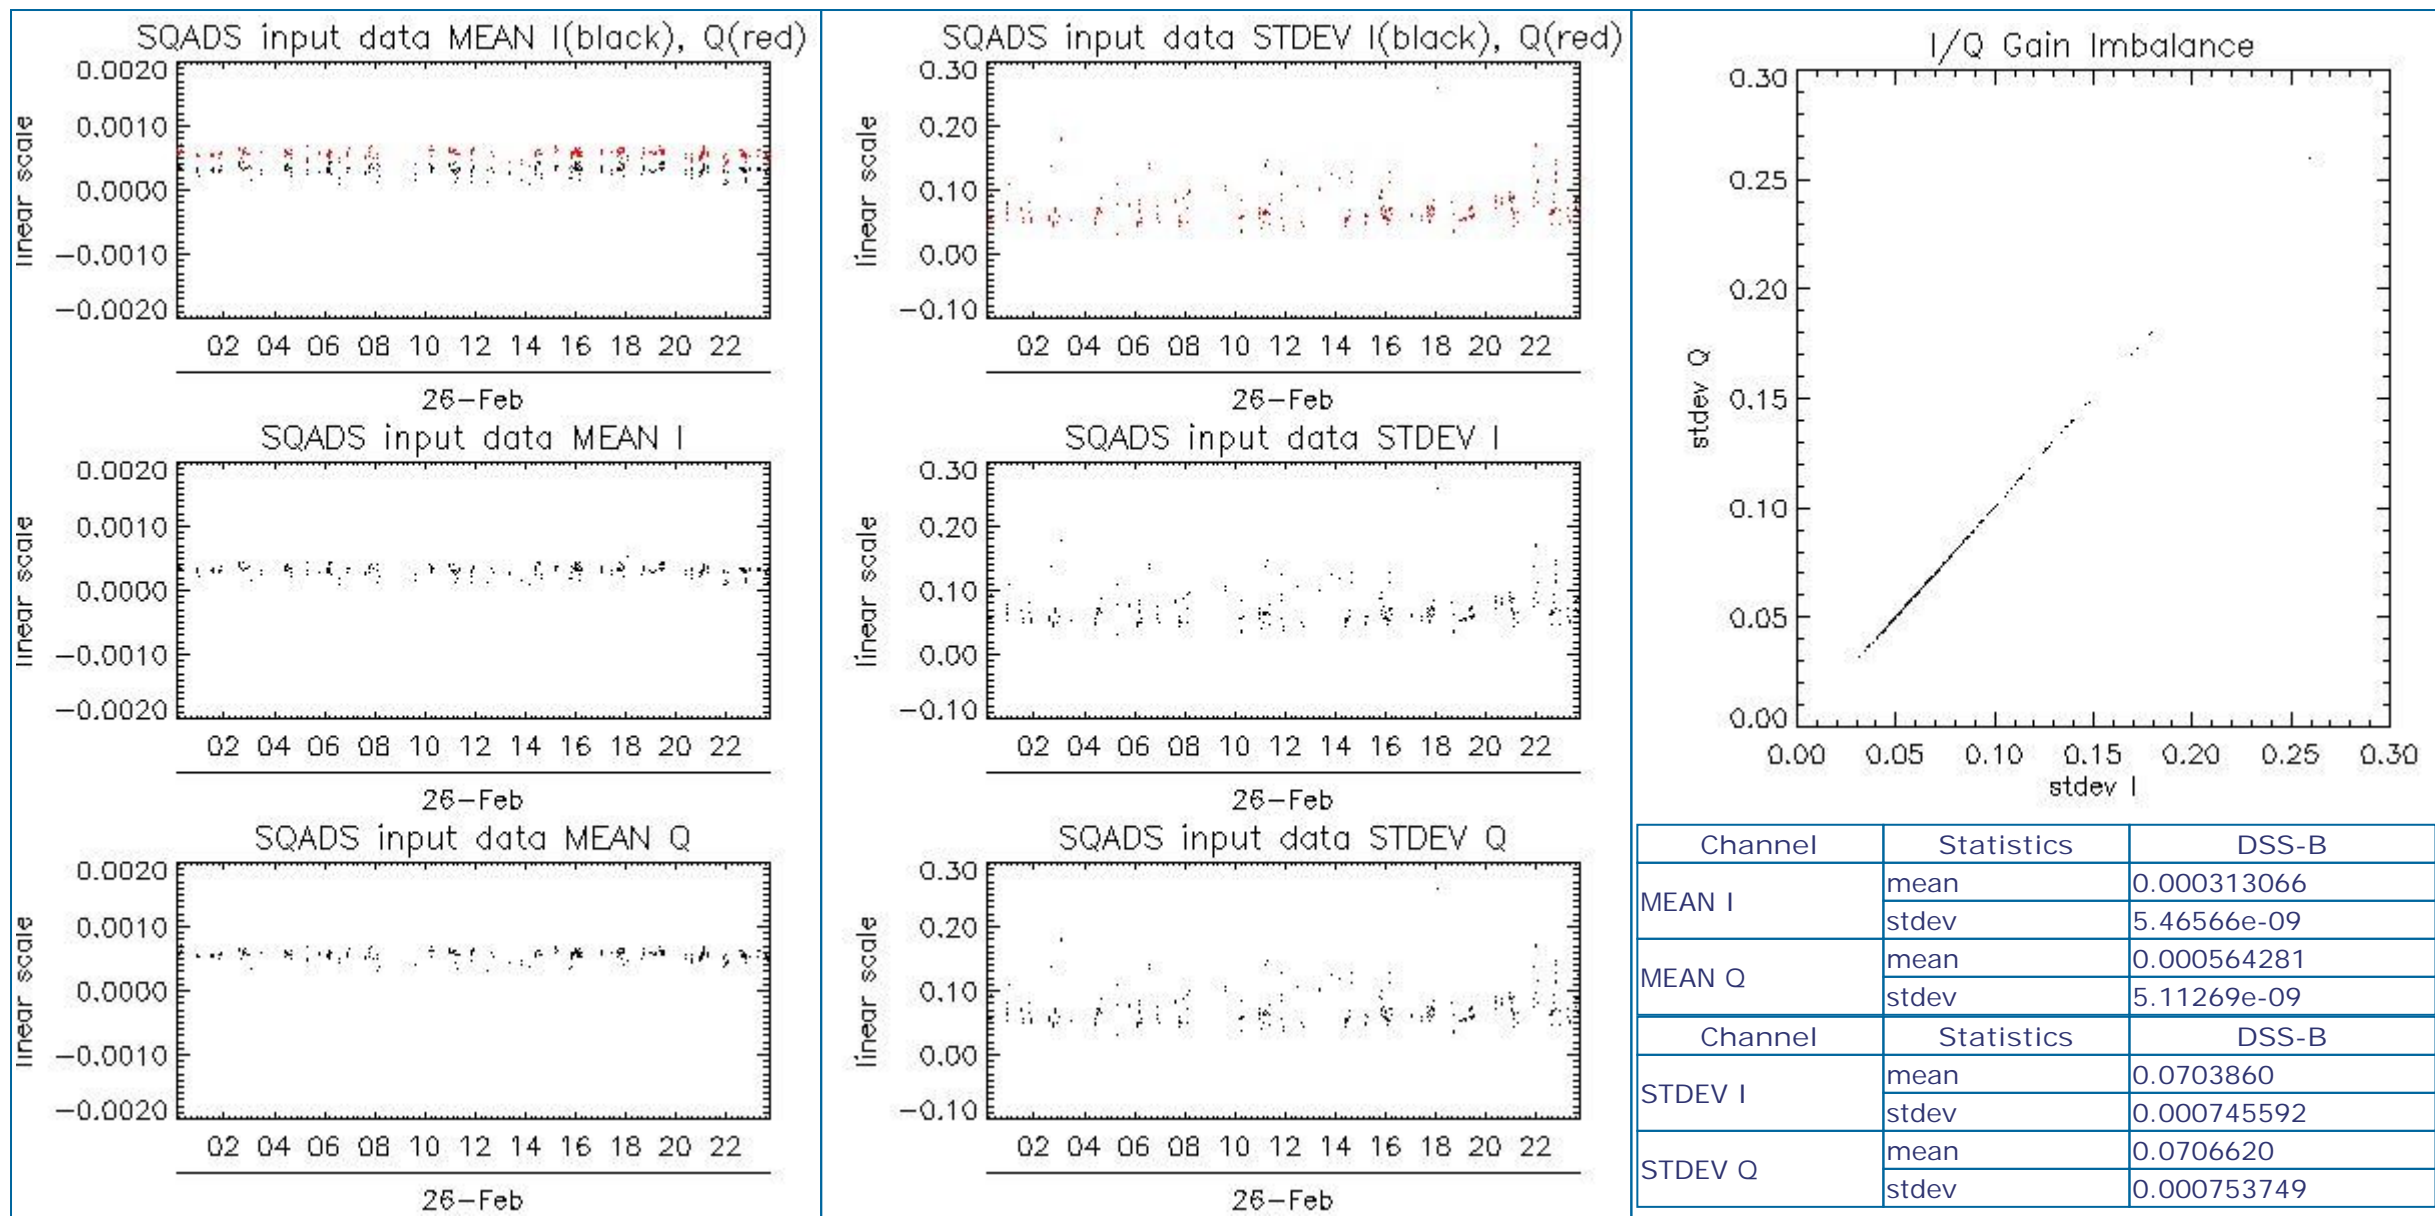 SQADS input data MEAN I(black), Q(red)
0.0020
0.0010
0.0000
−0.0010
−0.0020
linear scale
02 04 06 08 10 12 14 16 18 20 22
26−Feb
SQADS input data MEAN I
0.0020
0.0010
0.0000
−0.0010
−0.0020
linear scale
02 04 06 08 10 12 14 16 18 20 22
26−Feb
SQADS input data MEAN Q
0.0020
0.0010
0.0000
−0.0010
−0.0020
linear scale
02 04 06 08 10 12 14 16 18 20 22
26−Feb
SQADS input data STDEV I(black), Q(red)
0.30
0.20
0.10
0.00
−0.10
linear scale
02 04 06 08 10 12 14 16 18 20 22
26−Feb
SQADS input data STDEV I
0.30
0.20
0.10
0.00
−0.10
linear scale
02 04 06 08 10 12 14 16 18 20 22
26−Feb
SQADS input data STDEV Q
0.30
0.20
0.10
0.00
−0.10
linear scale
02 04 06 08 10 12 14 16 18 20 22
26−Feb
I/Q Gain Imbalance
0.30
0.25
0.20
0.15
0.10
0.05
0.00
stdev Q
0.00 0.05 0.10 0.15 0.20 0.25 0.30
stdev I
Channel Statistics DSS-B
MEAN I mean 0.000313066
stdev 5.46566e-09
MEAN Q mean 0.000564281
stdev 5.11269e-09
Channel Statistics DSS-B
STDEV I mean 0.0703860
stdev 0.000745592
STDEV Q mean 0.0706620
stdev 0.000753749